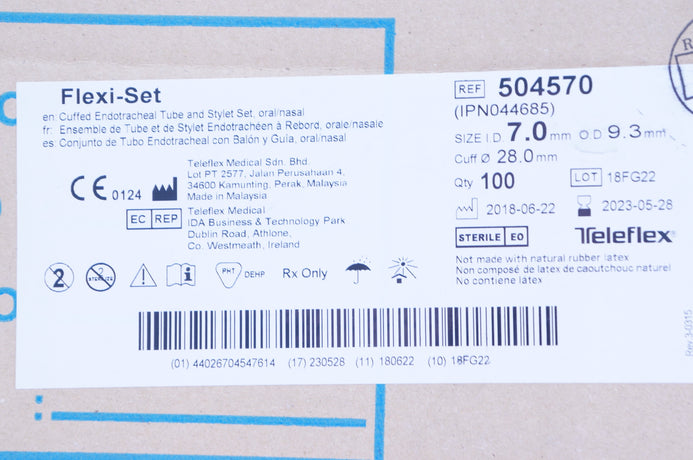 Flexi-Set
en: Cuffed Endotracheal Tube and Stylet Set, oral/nasal
fr: Ensemble de Tube et de Stylet Endotrachéen à Rebord, orale/nasale
es: Conjunto de Tubo Endotracheal con Balón y Guía, oral/nasal
REF 504570
(IPN044685)
SIZE I D 7.0 mm O D 9.3 mm
Cuff Ø 28.0 mm
Qty 100 LOT 18FG22
2018-06-22 2023-05-28
STERILE EO Teleflex®
Not made with natural rubber latex
Non composé de latex de caoutchouc naturel
No contiene látex
CE 0124
Teleflex Medical Sdn. Bhd.
Lot PT 2577, Jalan Perusahaan 4,
34600 Kamunting, Perak, Malaysia
Made in Malaysia
EC REP
Teleflex Medical
IDA Business & Technology Park
Dublin Road, Athlone,
Co. Westmeath, Ireland
2 2 STERILIZE PHT DEHP Rx Only
(01) 44026704547614 (17) 230528 (11) 180622 (10) 18FG22
Rev 3-0315